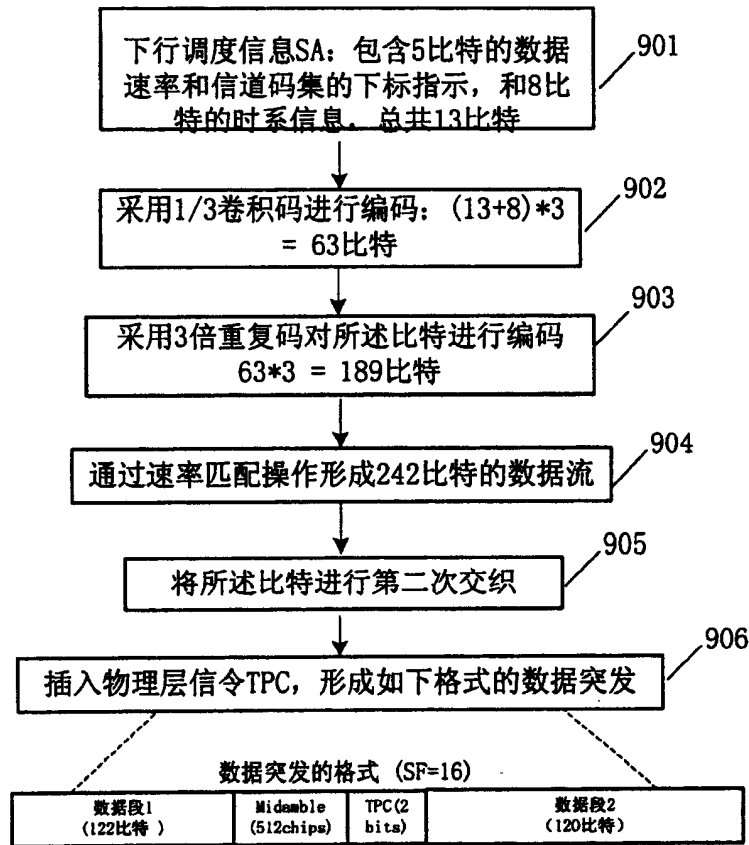 下行调度信息SA：包含5比特的数据
速率和信道码集的下标指示，和8比
特的时系信息，总共13比特
901
采用1/3卷积码进行编码：(13+8)*3
= 63比特
902
采用3倍重复码对所述比特进行编码
63*3 = 189比特
903
通过速率匹配操作形成242比特的数据流
904
将所述比特进行第二次交织
905
插入物理层信令TPC，形成如下格式的数据突发
906
数据突发的格式 (SF=16)
数据段1
(122比特 )
Midamble
(512chips)
TPC(2
bits)
数据段2
(120比特)